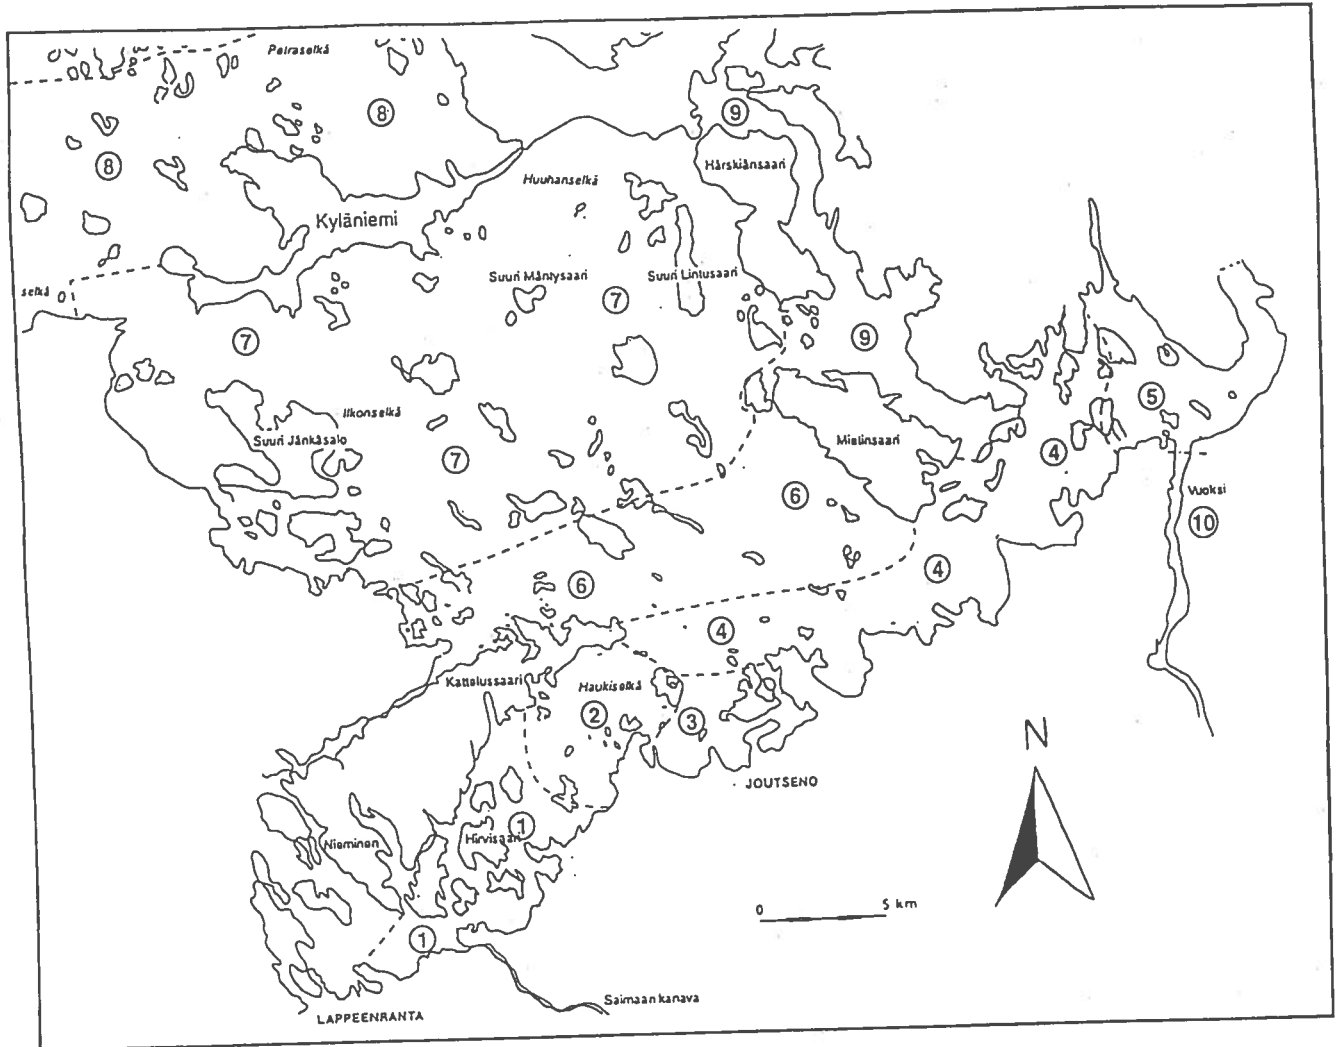 Petraselkä
8
9
8
Härskiänsaari
Huuhanselkä
Kyläniemi
Suuri Mäntysaari
Suuri Lintusaari
selkä
7
7
9
5
Ilkonselkä
Suuri Jänkäsalo
Mielinsaari
4
7
6
Vuoksi
10
4
6
4
Kattelussaari
Haukiselkä
2
3
N
JOUTSENO
1
Hirvisaari
Nieminen
0
5 km
1
Saimaan kanava
LAPPEENRANTA